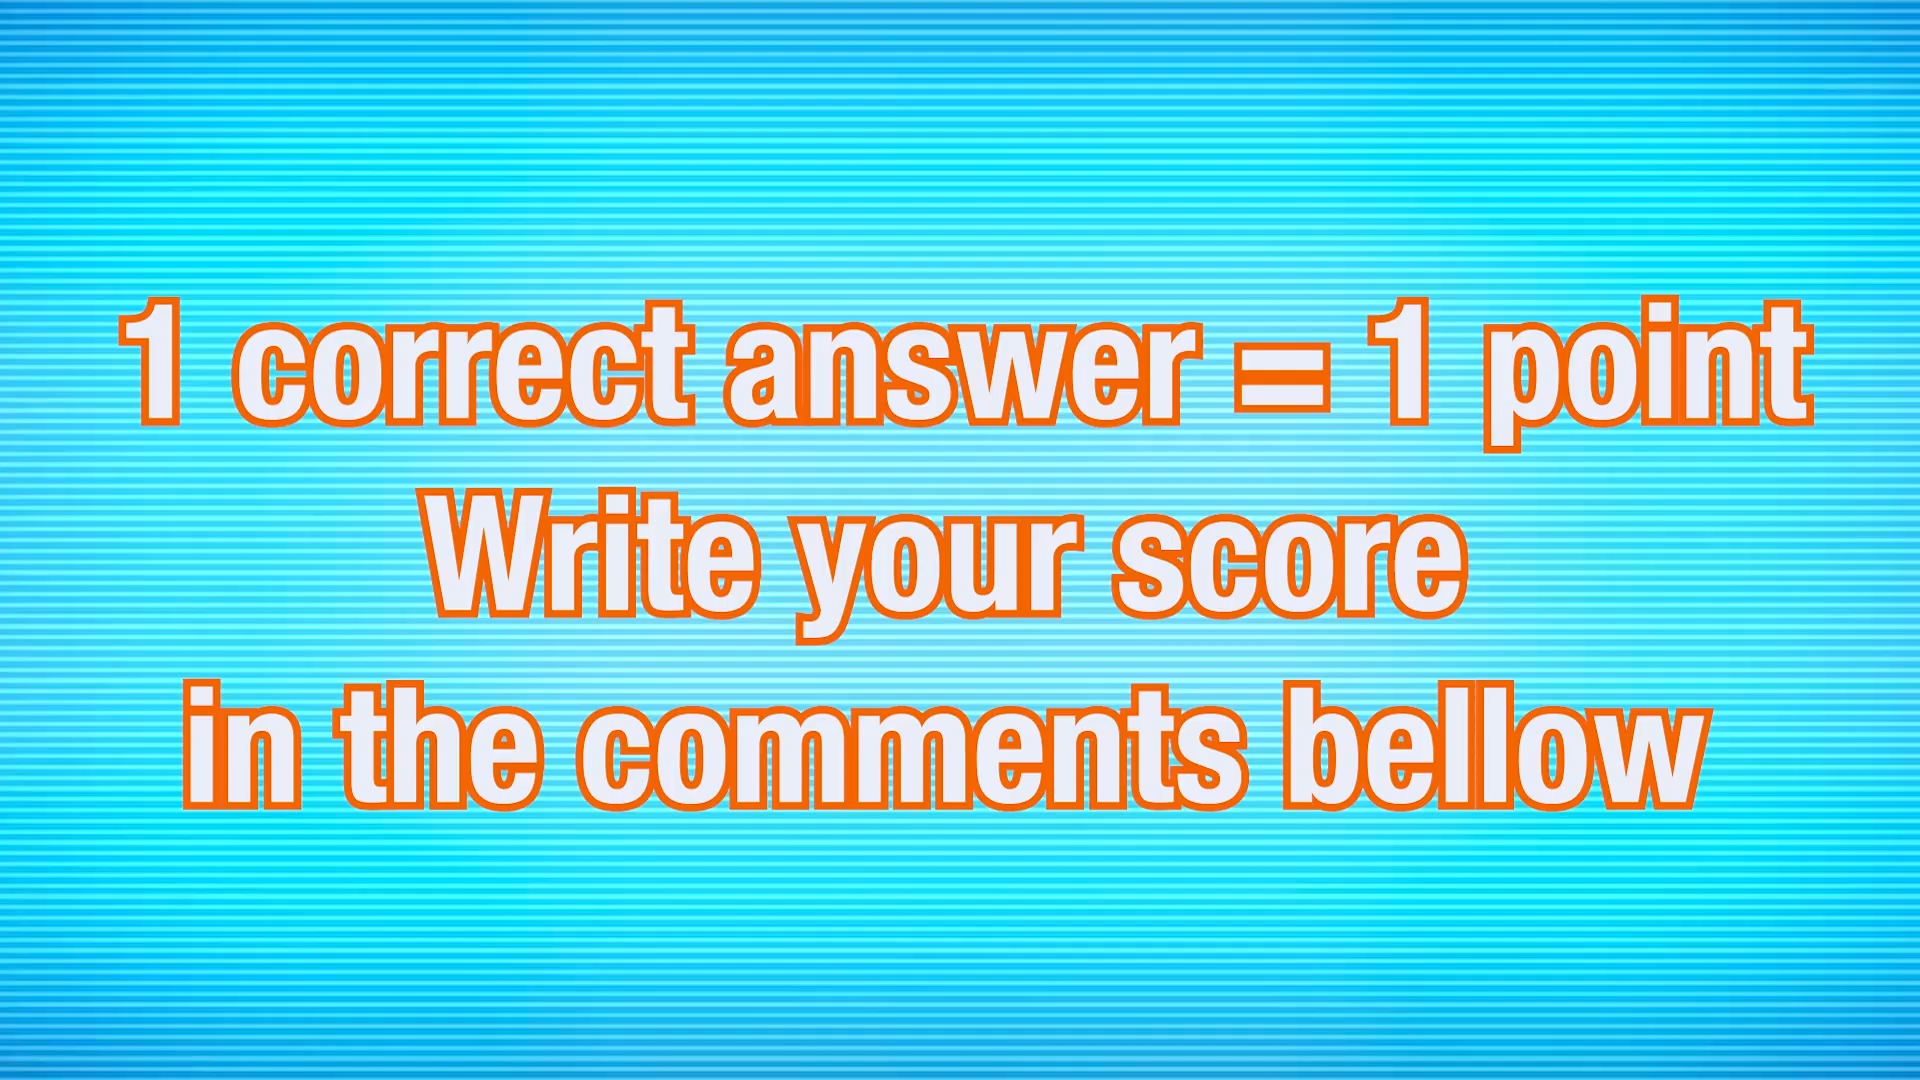 1 correct answer = 1 point
Write your score
in the comments bellow